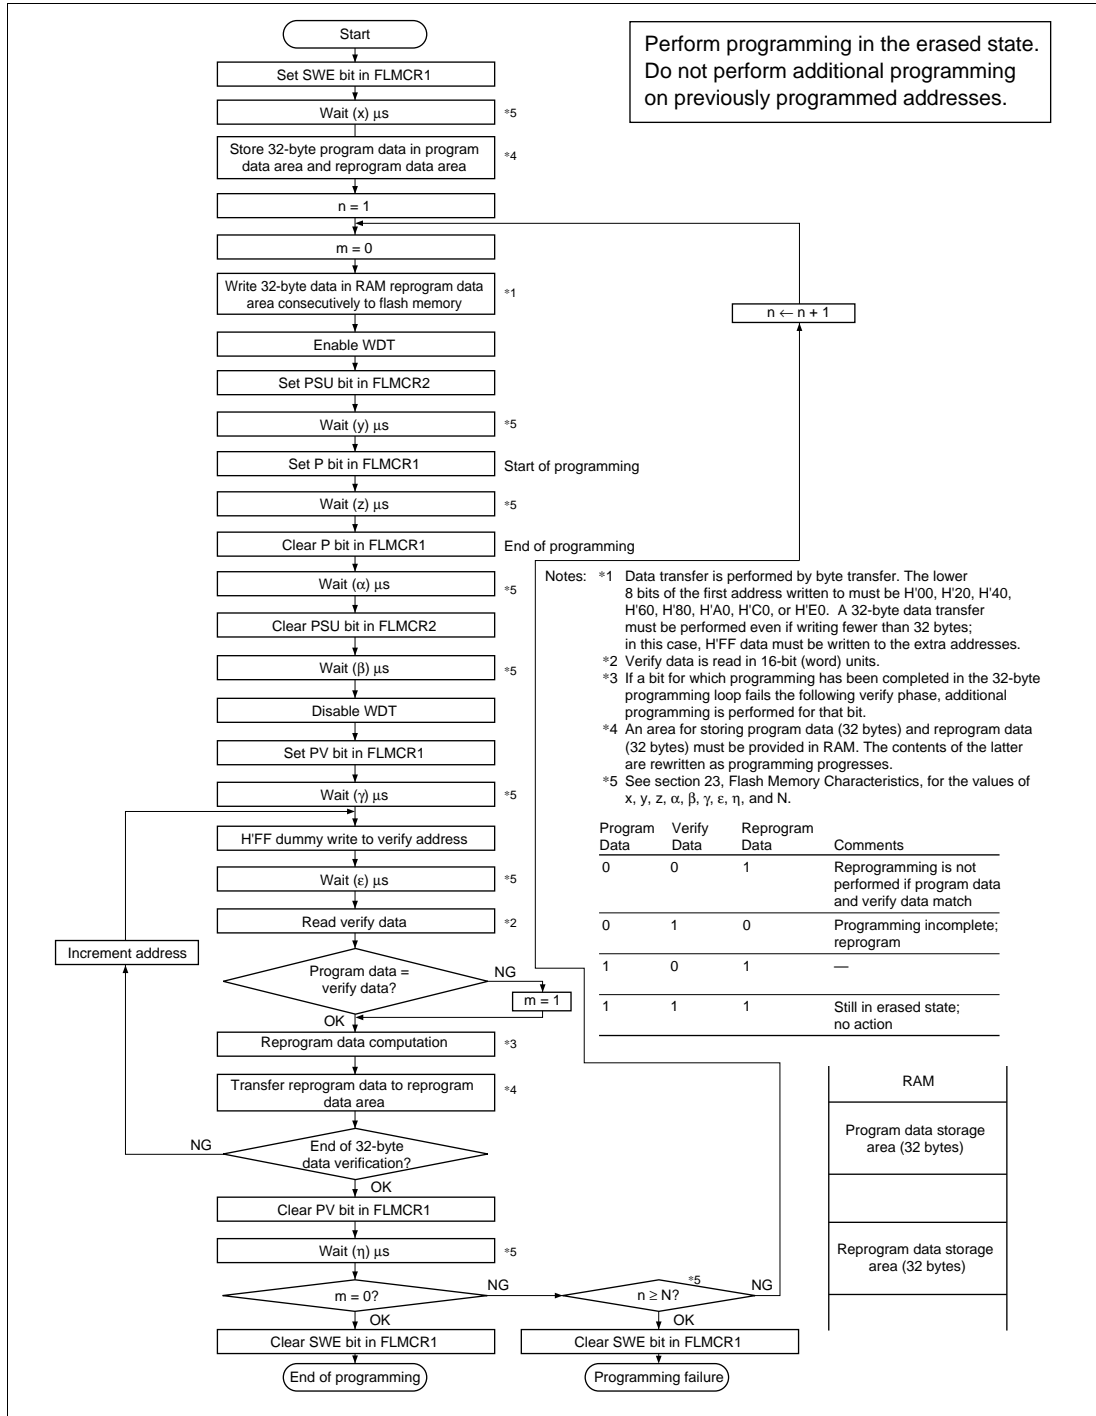 Start
Perform programming in the erased state.
Do not perform additional programming
on previously programmed addresses.
Set SWE bit in FLMCR1
Wait (x) μs
*5
Store 32-byte program data in program
data area and reprogram data area
*4
n = 1
m = 0
Write 32-byte data in RAM reprogram data
area consecutively to flash memory
*1
n ← n + 1
Enable WDT
Set PSU bit in FLMCR2
Wait (y) μs
*5
Set P bit in FLMCR1
Start of programming
Wait (z) μs
*5
Clear P bit in FLMCR1
End of programming
Wait (α) μs
*5
Clear PSU bit in FLMCR2
Wait (β) μs
*5
Disable WDT
Set PV bit in FLMCR1
Wait (γ) μs
*5
H'FF dummy write to verify address
Wait (ε) μs
*5
Read verify data
*2
Increment address
Program data =
verify data?
NG
m = 1
OK
Reprogram data computation
*3
Transfer reprogram data to reprogram
data area
*4
NG
End of 32-byte
data verification?
OK
Clear PV bit in FLMCR1
Wait (η) μs
*5
m = 0?
NG
*5
n ≥ N?
NG
OK
OK
Clear SWE bit in FLMCR1
Clear SWE bit in FLMCR1
End of programming
Programming failure
Notes: *1 Data transfer is performed by byte transfer. The lower
8 bits of the first address written to must be H'00, H'20, H'40,
H'60, H'80, H'A0, H'C0, or H'E0. A 32-byte data transfer
must be performed even if writing fewer than 32 bytes;
in this case, H'FF data must be written to the extra addresses.
*2 Verify data is read in 16-bit (word) units.
*3 If a bit for which programming has been completed in the 32-byte
programming loop fails the following verify phase, additional
programming is performed for that bit.
*4 An area for storing program data (32 bytes) and reprogram data
(32 bytes) must be provided in RAM. The contents of the latter
are rewritten as programming progresses.
*5 See section 23, Flash Memory Characteristics, for the values of
x, y, z, α, β, γ, ε, η, and N.
Program Verify Reprogram
Data Data Data Comments
0 0 1 Reprogramming is not
performed if program data
and verify data match
0 1 0 Programming incomplete;
reprogram
1 0 1 —
1 1 1 Still in erased state;
no action
RAM
Program data storage
area (32 bytes)
Reprogram data storage
area (32 bytes)